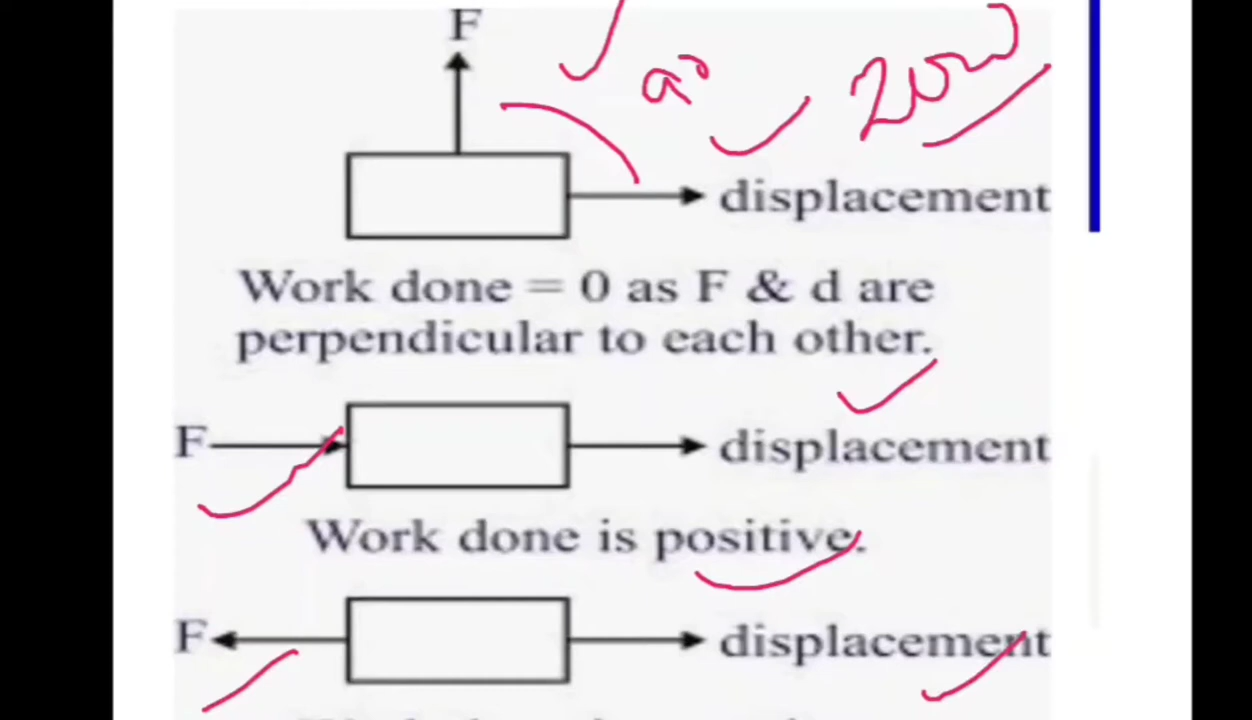 F
displacement
Work done = 0 as F & d are
perpendicular to each other.
F displacement
Work done is positive.
F displacement